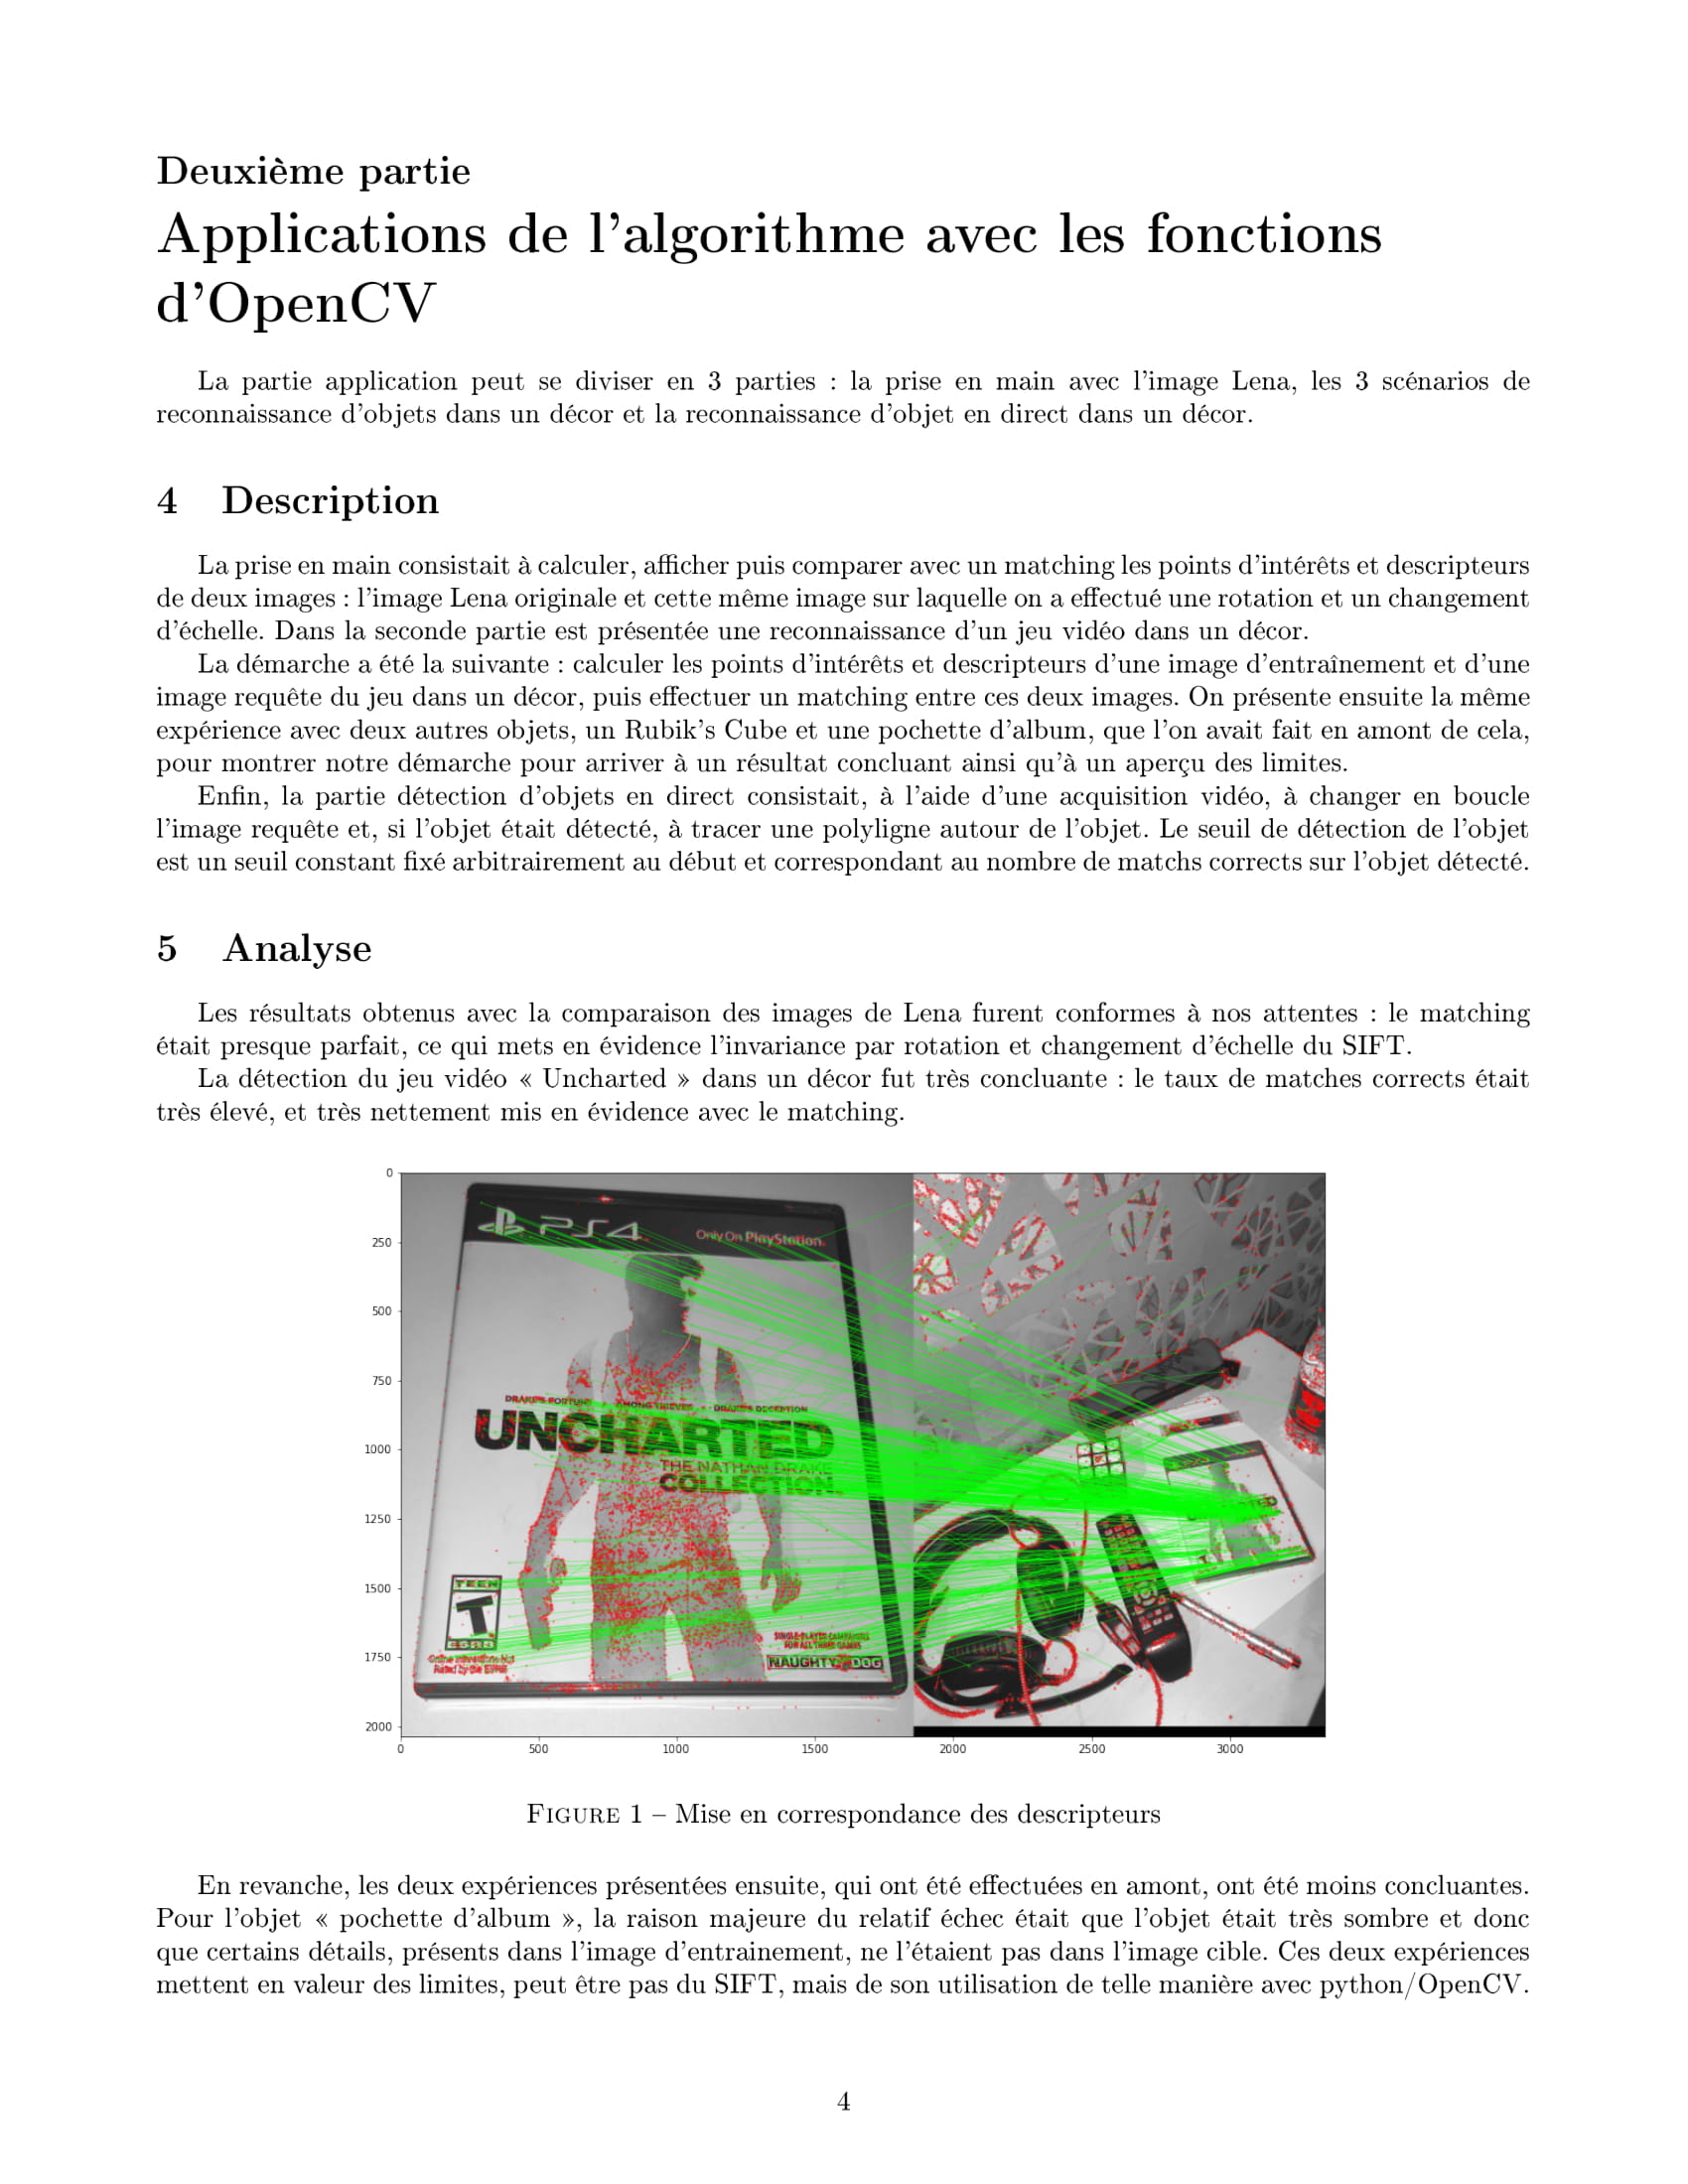 Deuxième partie
Applications de l'algorithme avec les fonctions
d'OpenCV
La partie application peut se diviser en 3 parties : la prise en main avec l'image Lena, les 3 scénarios de
reconnaissance d'objets dans un décor et la reconnaissance d'objet en direct dans un décor.
4 Description
La prise en main consistait à calculer, afficher puis comparer avec un matching les points d'intérêts et descripteurs
de deux images : l'image Lena originale et cette même image sur laquelle on a effectué une rotation et un changement
d'échelle. Dans la seconde partie est présentée une reconnaissance d'un jeu vidéo dans un décor.
La démarche a été la suivante : calculer les points d'intérêts et descripteurs d'une image d'entraînement et d'une
image requête du jeu dans un décor, puis effectuer un matching entre ces deux images. On présente ensuite la même
expérience avec deux autres objets, un Rubik's Cube et une pochette d'album, que l'on avait fait en amont de cela,
pour montrer notre démarche pour arriver à un résultat concluant ainsi qu'à un aperçu des limites.
Enfin, la partie détection d'objets en direct consistait, à l'aide d'une acquisition vidéo, à changer en boucle
l'image requête et, si l'objet était détecté, à tracer une polyligne autour de l'objet. Le seuil de détection de l'objet
est un seuil constant fixé arbitrairement au début et correspondant au nombre de matchs corrects sur l'objet détecté.
5 Analyse
Les résultats obtenus avec la comparaison des images de Lena furent conformes à nos attentes : le matching
était presque parfait, ce qui mets en évidence l'invariance par rotation et changement d'échelle du SIFT.
La détection du jeu vidéo « Uncharted » dans un décor fut très concluante : le taux de matches corrects était
très élevé, et très nettement mis en évidence avec le matching.
0
250
500
750
1000
1250
1500
1750
2000
PS4
Only On PlayStation.
DRAKE'S FORTUNE AMONG THIEVES DRAKE'S DECEPTION
UNCHARTED
THE NATHAN DRAKE
COLLECTION
TEEN
T
ESRB
SINGLE-PLAYER CAMPAIGNS
FOR ALL THREE GAMES
NAUGHTY DOG
0 500 1000 1500 2000 2500 3000
FIGURE 1 – Mise en correspondance des descripteurs
En revanche, les deux expériences présentées ensuite, qui ont été effectuées en amont, ont été moins concluantes.
Pour l'objet « pochette d'album », la raison majeure du relatif échec était que l'objet était très sombre et donc
que certains détails, présents dans l'image d'entrainement, ne l'étaient pas dans l'image cible. Ces deux expériences
mettent en valeur des limites, peut être pas du SIFT, mais de son utilisation de telle manière avec python/OpenCV.
4